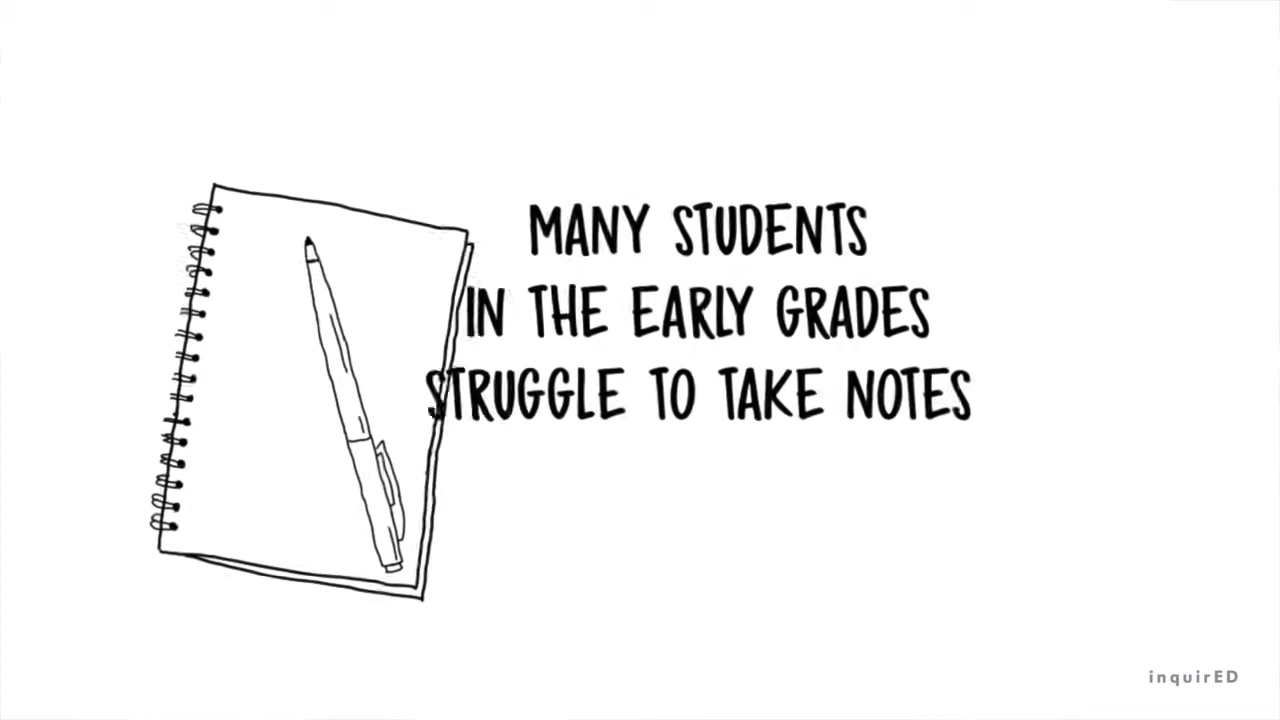 MANY STUDENTS
IN THE EARLY GRADES
STRUGGLE TO TAKE NOTES
inquirED